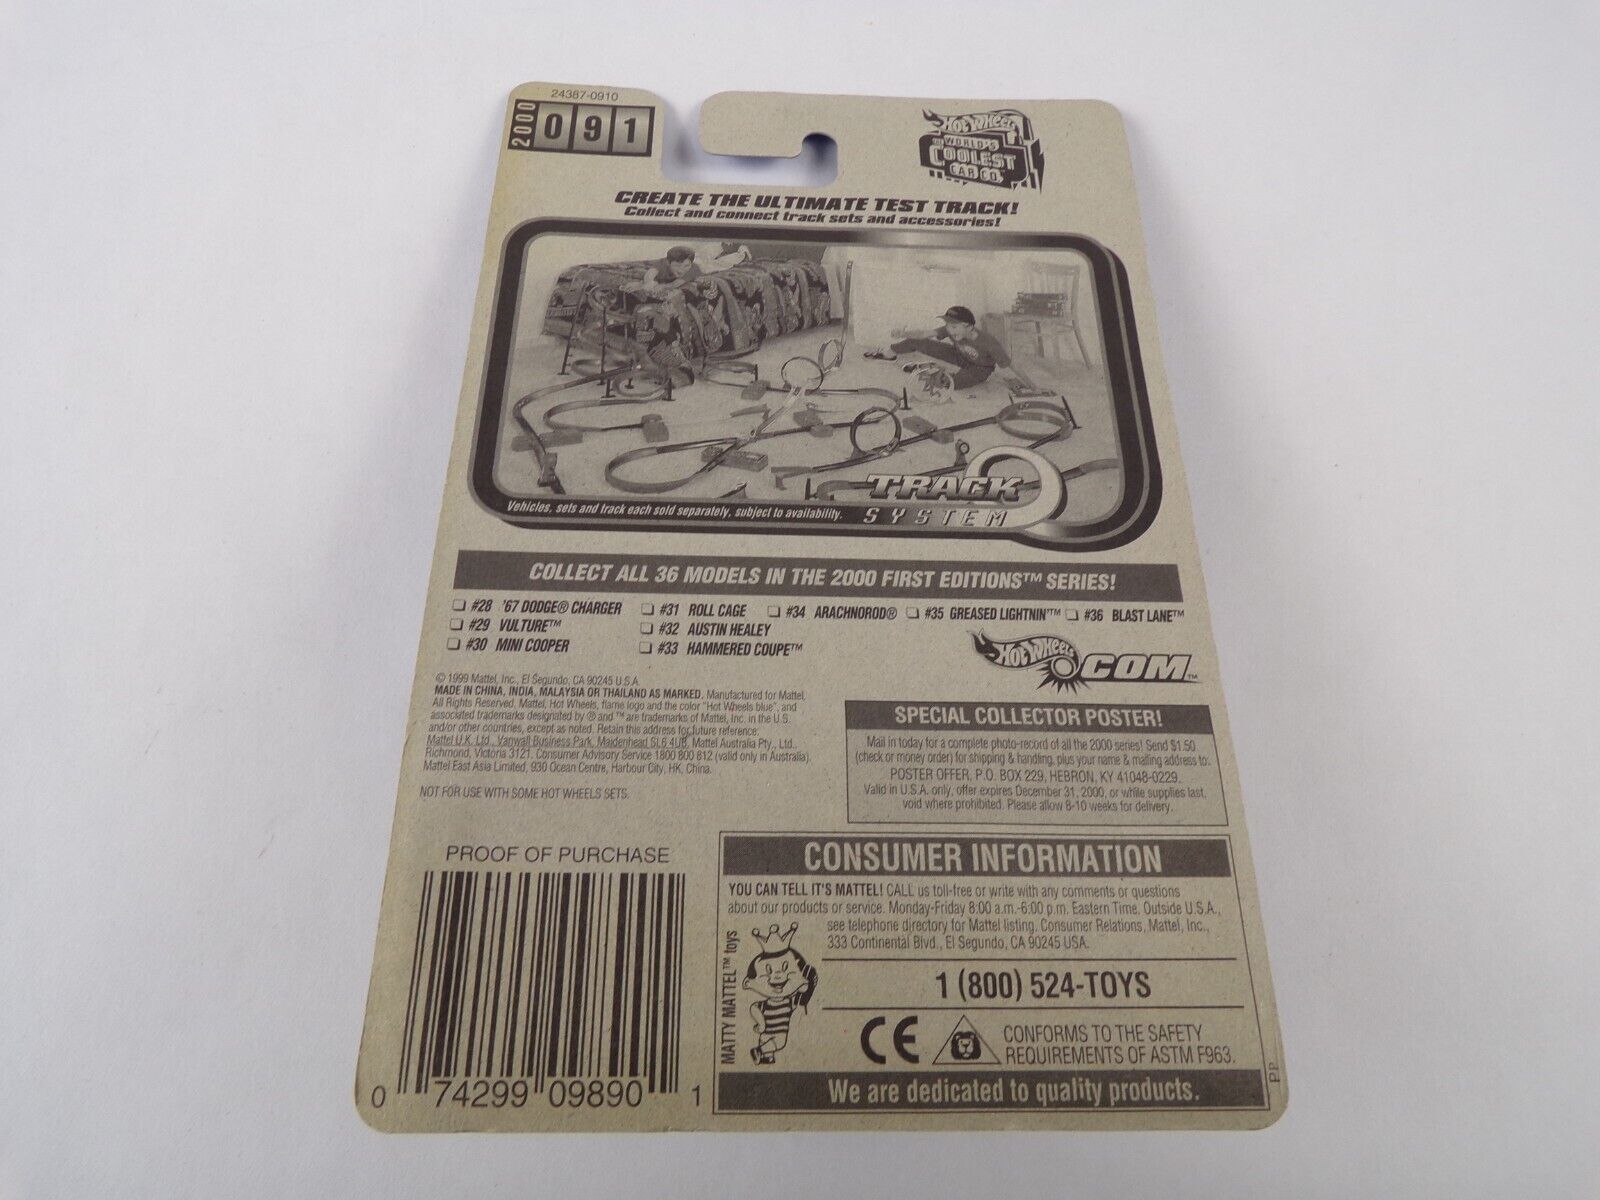 24387-0910
2000 091
Hot Wheels
WORLD'S
COOLEST
CAR CO.
CREATE THE ULTIMATE TEST TRACK!
Collect and connect track sets and accessories!
TRACK
SYSTEM
Vehicles, sets and track each sold separately, subject to availability.
COLLECT ALL 36 MODELS IN THE 2000 FIRST EDITIONS™ SERIES!
❏ #28 '67 DODGE® CHARGER ❏ #31 ROLL CAGE ❏ #34 ARACHNOROD® ❏ #35 GREASED LIGHTNIN'™ ❏ #36 BLAST LANE™
❏ #29 VULTURE™ ❏ #32 AUSTIN HEALEY
❏ #30 MINI COOPER ❏ #33 HAMMERED COUPE™
Hot Wheels .COM™
© 1999 Mattel, Inc., El Segundo, CA 90245 U.S.A.
MADE IN CHINA, INDIA, MALAYSIA OR THAILAND AS MARKED. Manufactured for Mattel.
All Rights Reserved. Mattel, Hot Wheels, flame logo and the color "Hot Wheels blue", and
associated trademarks designated by ® and ™ are trademarks of Mattel, Inc. in the U.S.
and/or other countries, except as noted. Retain this address for future reference:
Mattel U.K. Ltd., Vanwall Business Park, Maidenhead SL6 4UB. Mattel Australia Pty., Ltd.,
Richmond, Victoria 3121. Consumer Advisory Service 1800 800 812 (valid only in Australia).
Mattel East Asia Limited, 930 Ocean Centre, Harbour City, HK, China.
NOT FOR USE WITH SOME HOT WHEELS SETS.
SPECIAL COLLECTOR POSTER!
Mail in today for a complete photo-record of all the 2000 series! Send $1.50
(check or money order) for shipping & handling, plus your name & mailing address to:
POSTER OFFER, P.O. BOX 229, HEBRON, KY 41048-0229.
Valid in U.S.A. only, offer expires December 31, 2000, or while supplies last,
void where prohibited. Please allow 8-10 weeks for delivery.
PROOF OF PURCHASE
0 74299 09890 1
CONSUMER INFORMATION
YOU CAN TELL IT'S MATTEL! CALL us toll-free or write with any comments or questions
about our products or service. Monday-Friday 8:00 a.m.-6:00 p.m. Eastern Time. Outside U.S.A.,
see telephone directory for Mattel listing. Consumer Relations, Mattel, Inc.,
333 Continental Blvd., El Segundo, CA 90245 USA.
MATTY MATTEL™ toys
1 (800) 524-TOYS
CE
CONFORMS TO THE SAFETY
REQUIREMENTS OF ASTM F963.
We are dedicated to quality products.
PP